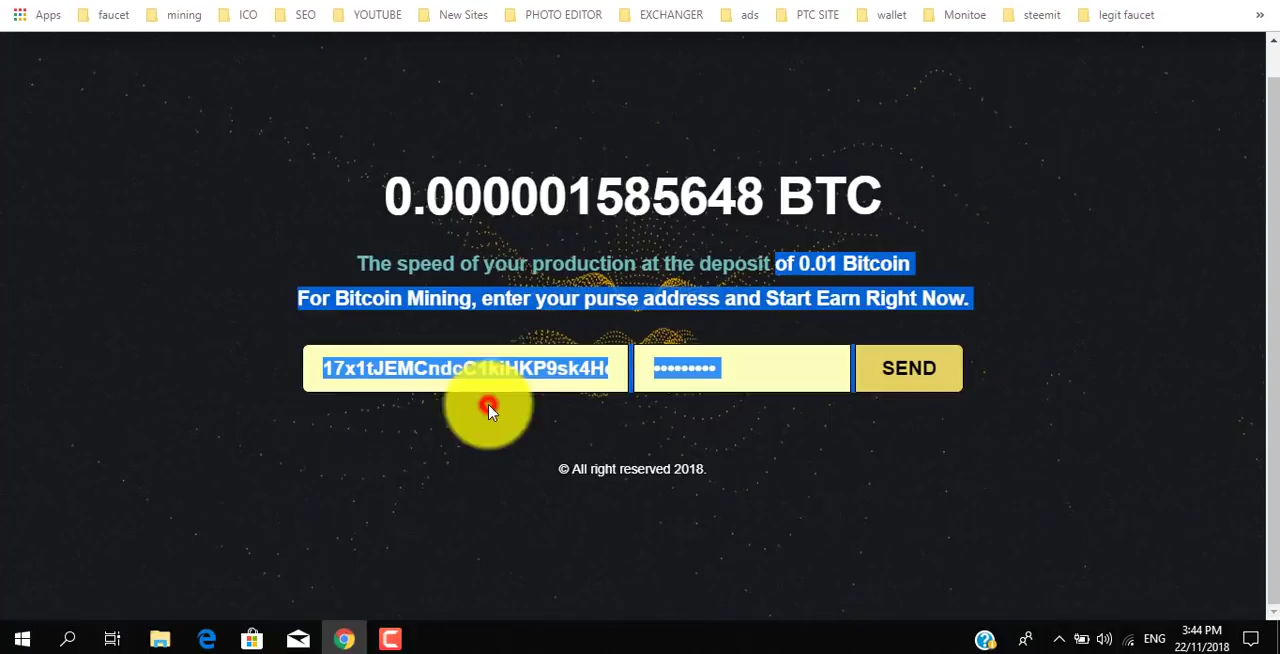 Apps faucet mining ICO SEO YOUTUBE New Sites PHOTO EDITOR EXCHANGER ads PTC SITE wallet Monitoe steemit legit faucet »
0.000001585648 BTC
The speed of your production at the deposit of 0.01 Bitcoin
For Bitcoin Mining, enter your purse address and Start Earn Right Now.
17x1tJEMCndcC1kiHKP9sk4H ••••••••• SEND
© All right reserved 2018.
ENG 3:44 PM
22/11/2018